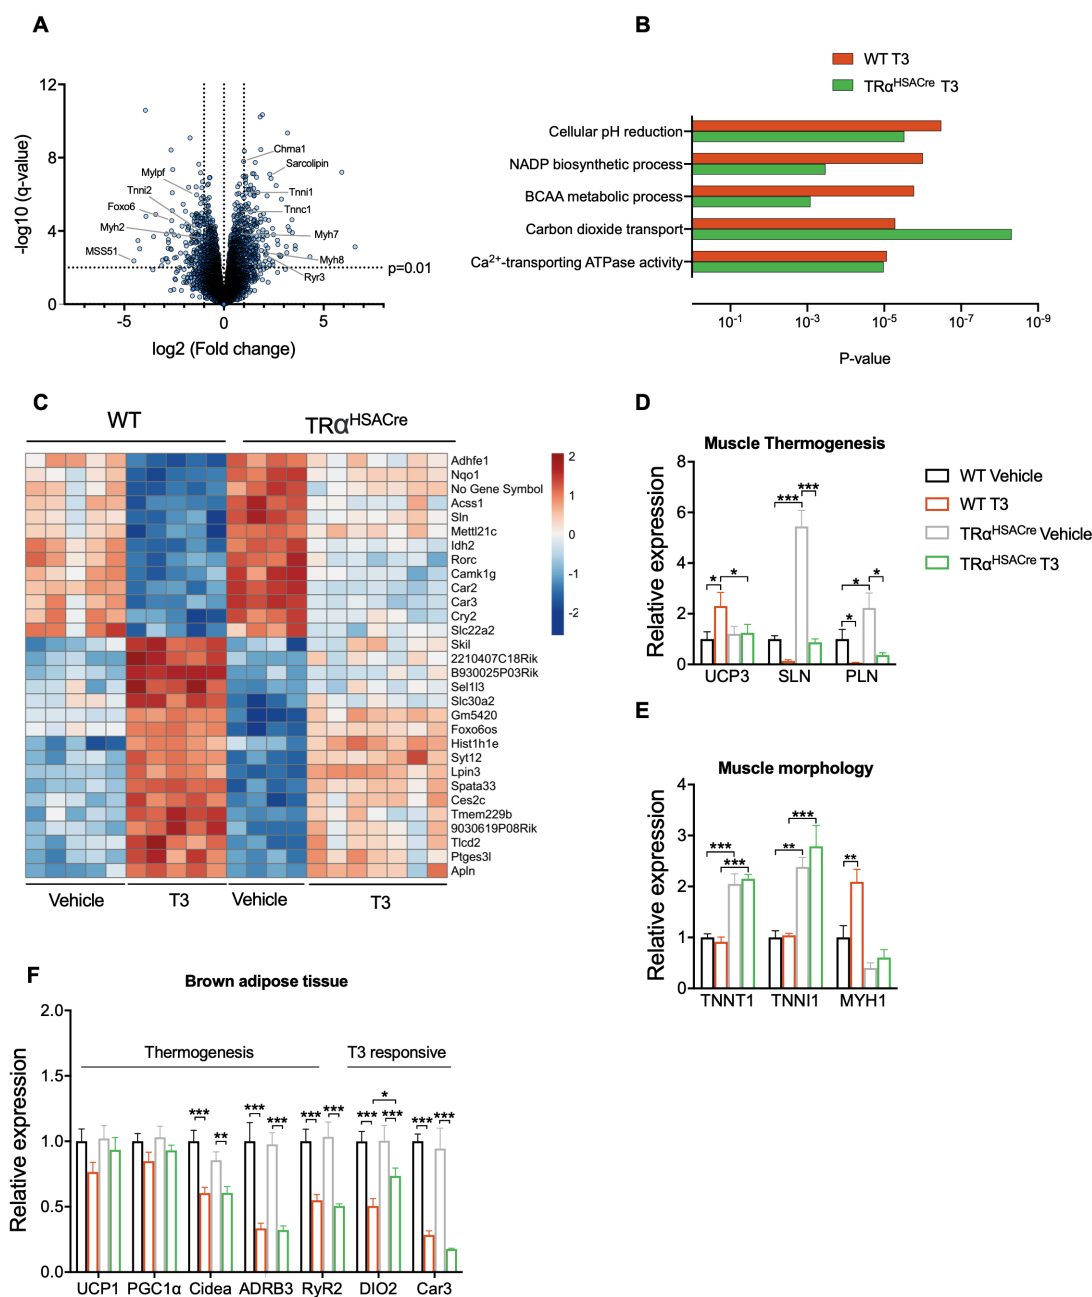 A
12
8
4
0
-log10 (q-value)
Chrna1
Sarcolipin
Mylpf
Tnni2
Tnni1
Foxo6
Tnnc1
Myh2
Myh7
MSS51
Myh8
Ryr3
p=0.01
-5
0
5
log2 (Fold change)
B
WT T3
TRαHSACre T3
Cellular pH reduction
NADP biosynthetic process
BCAA metabolic process
Carbon dioxide transport
Ca2+-transporting ATPase activity
10-1
10-3
10-5
10-7
10-9
P-value
C
WT
TRαHSACre
Adhfe1
Nqo1
No Gene Symbol
Acss1
Sln
Mettl21c
Idh2
Rorc
Camk1g
Car2
Car3
Cry2
Slc22a2
Skil
2210407C18Rik
B930025P03Rik
Sel1l3
Slc30a2
Gm5420
Foxo6os
Hist1h1e
Syt12
Lpin3
Spata33
Ces2c
Tmem229b
9030619P08Rik
Tlcd2
Ptges3l
Apln
2
1
0
-1
-2
Vehicle
T3
Vehicle
T3
D
Muscle Thermogenesis
8
6
4
2
0
Relative expression
WT Vehicle
WT T3
TRαHSACre Vehicle
TRαHSACre T3
*
*
***
***
*
*
*
UCP3
SLN
PLN
E
Muscle morphology
4
3
2
1
0
Relative expression
***
***
**
***
**
TNNT1
TNNI1
MYH1
F
Brown adipose tissue
2.0
1.5
1.0
0.5
0.0
Relative expression
Thermogenesis
T3 responsive
***
**
***
***
***
***
***
*
***
***
***
UCP1
PGC1α
Cidea
ADRB3
RyR2
DIO2
Car3